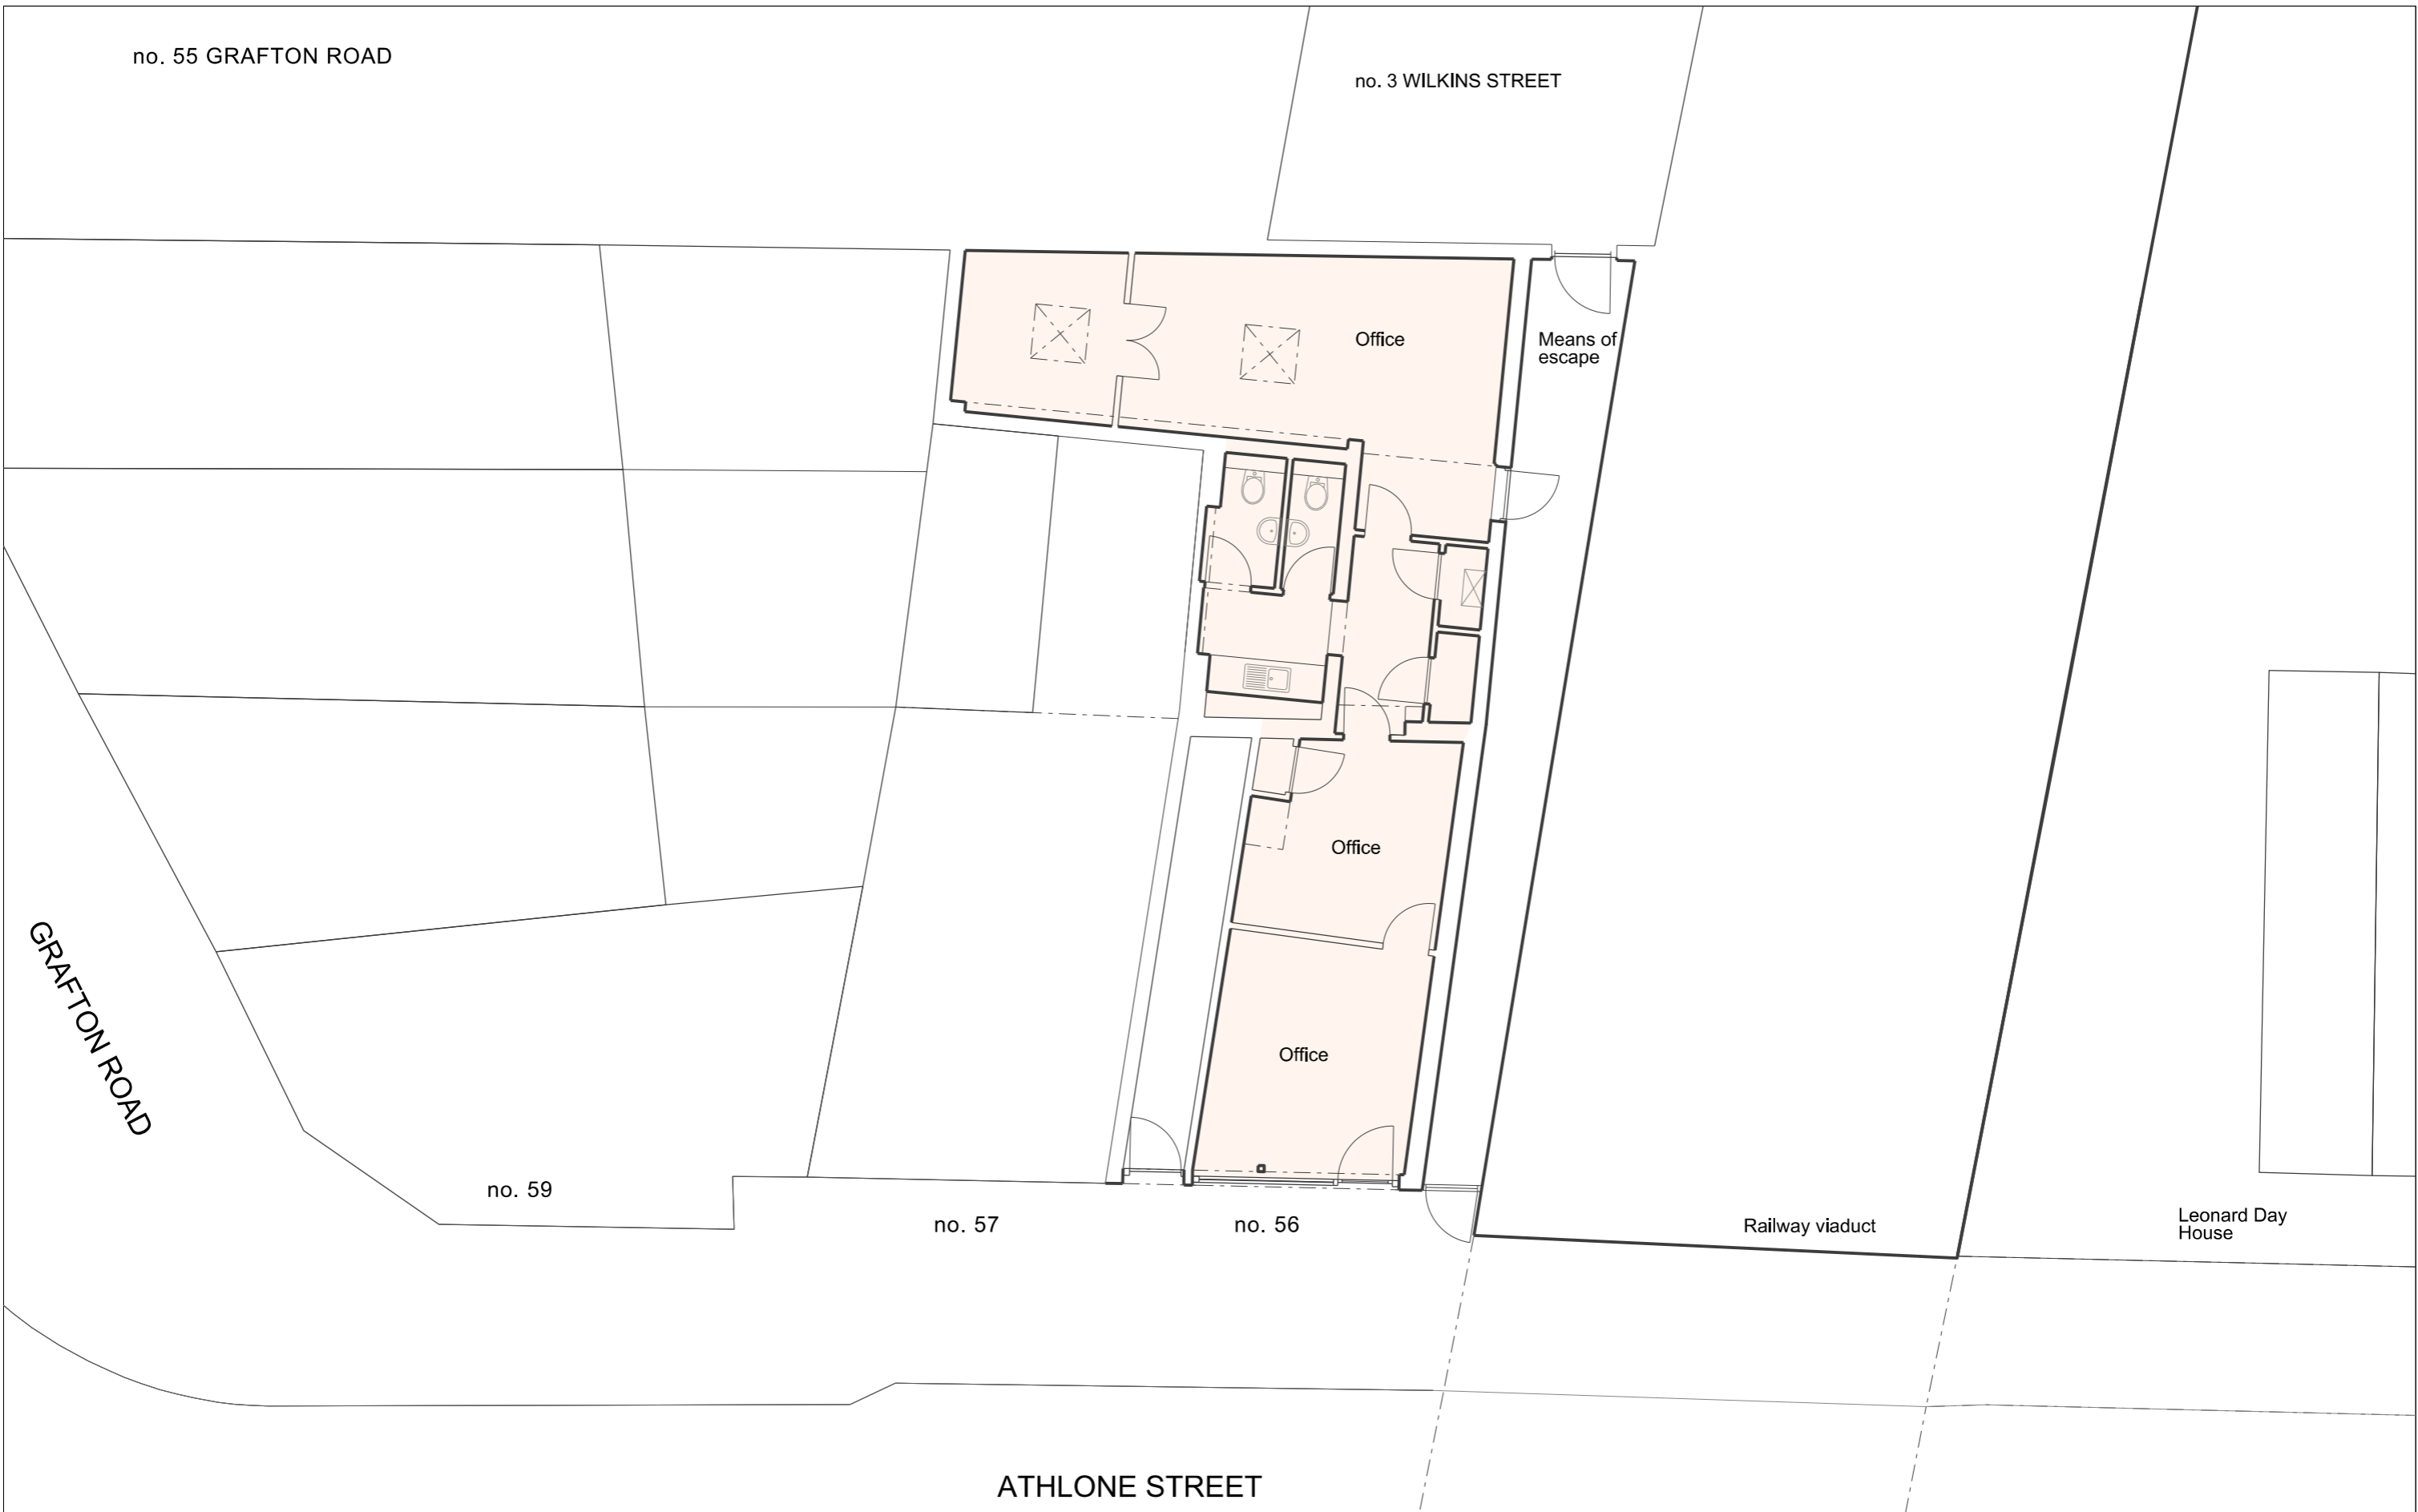 no. 55 GRAFTON ROAD
no. 3 WILKINS STREET
Office
Means of
escape
Office
GRAFTON ROAD
Office
no. 59
no. 57
no. 56
Railway viaduct
Leonard Day
House
ATHLONE STREET